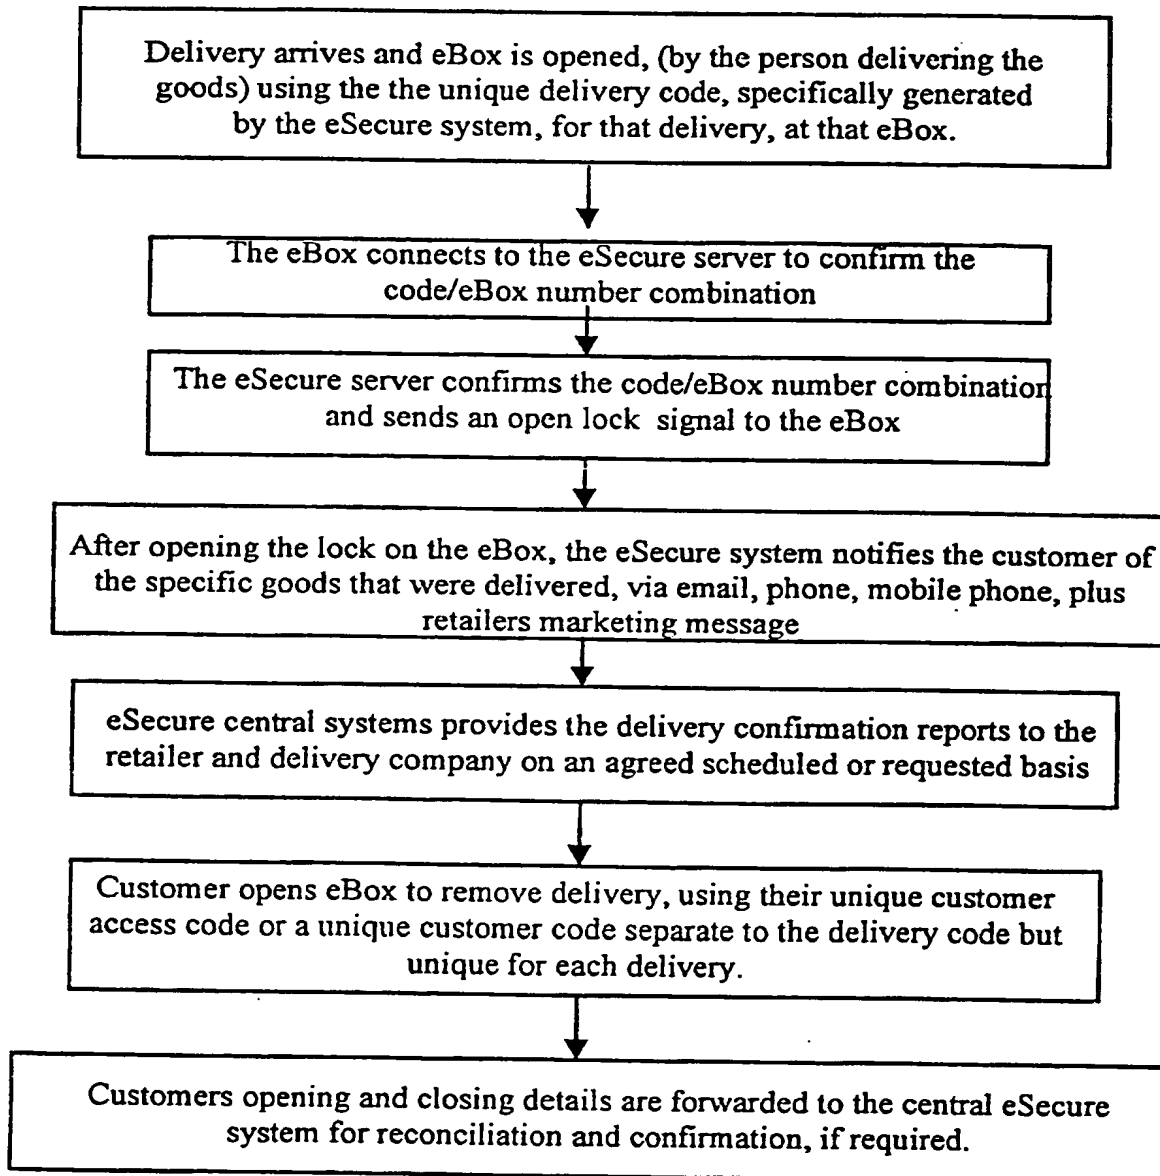 Delivery arrives and eBox is opened, (by the person delivering the
goods) using the the unique delivery code, specifically generated
by the eSecure system, for that delivery, at that eBox.
The eBox connects to the eSecure server to confirm the
code/eBox number combination
The eSecure server confirms the code/eBox number combination
and sends an open lock signal to the eBox
After opening the lock on the eBox, the eSecure system notifies the customer of
the specific goods that were delivered, via email, phone, mobile phone, plus
retailers marketing message
eSecure central systems provides the delivery confirmation reports to the
retailer and delivery company on an agreed scheduled or requested basis
Customer opens eBox to remove delivery, using their unique customer
access code or a unique customer code separate to the delivery code but
unique for each delivery.
Customers opening and closing details are forwarded to the central eSecure
system for reconciliation and confirmation, if required.